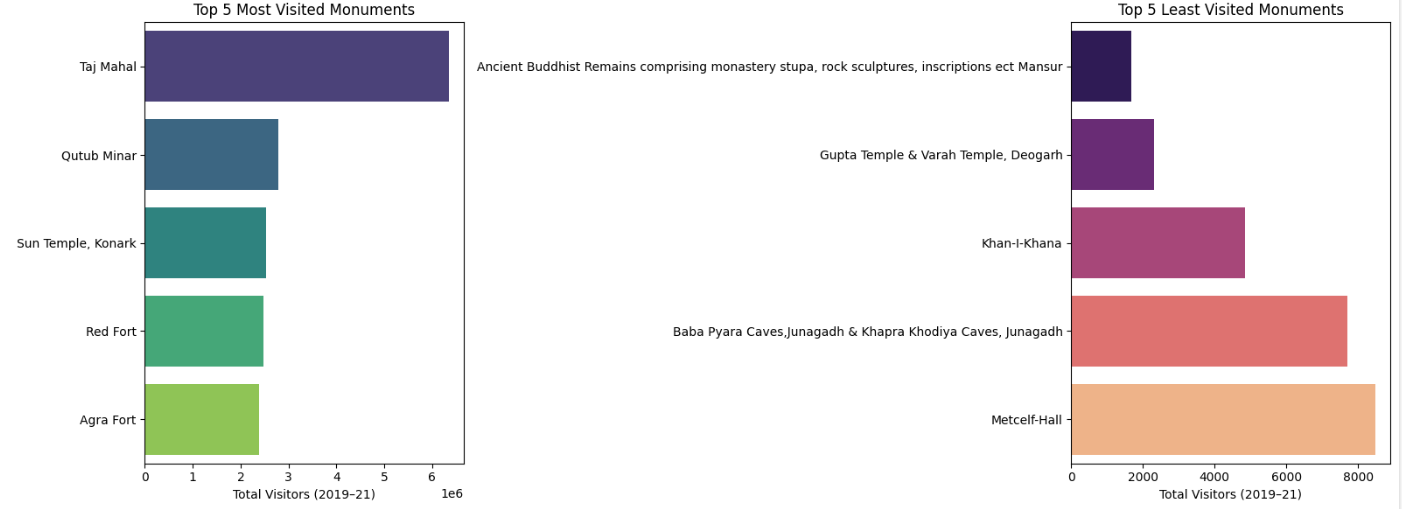 Top 5 Most Visited Monuments
Taj Mahal
Qutub Minar
Sun Temple, Konark
Red Fort
Agra Fort
0 1 2 3 4 5 6
1e6
Total Visitors (2019–21)
Top 5 Least Visited Monuments
Ancient Buddhist Remains comprising monastery stupa, rock sculptures, inscriptions ect Mansur
Gupta Temple & Varah Temple, Deogarh
Khan-I-Khana
Baba Pyara Caves,Junagadh & Khapra Khodiya Caves, Junagadh
Metcelf-Hall
0 2000 4000 6000 8000
Total Visitors (2019–21)